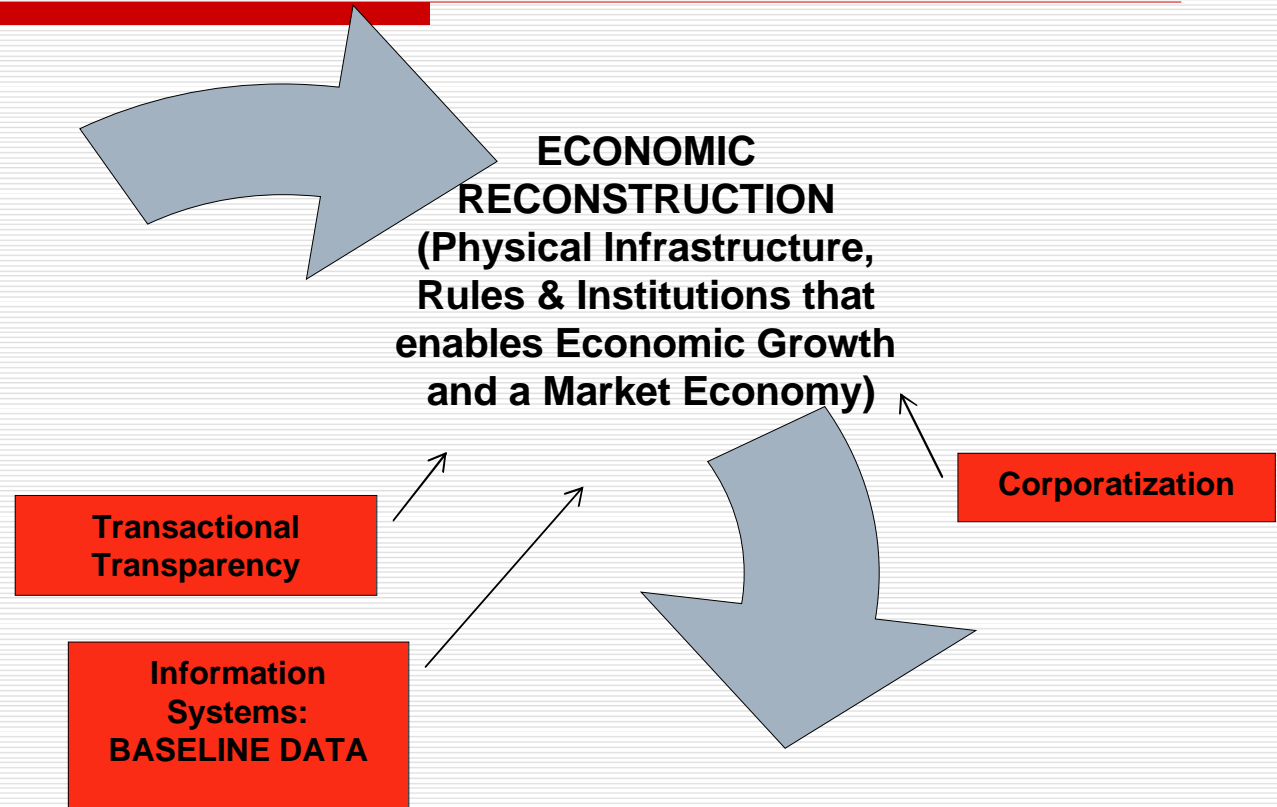 ECONOMIC
RECONSTRUCTION
(Physical Infrastructure,
Rules & Institutions that
enables Economic Growth
and a Market Economy)
Corporatization
Transactional
Transparency
Information
Systems:
BASELINE DATA